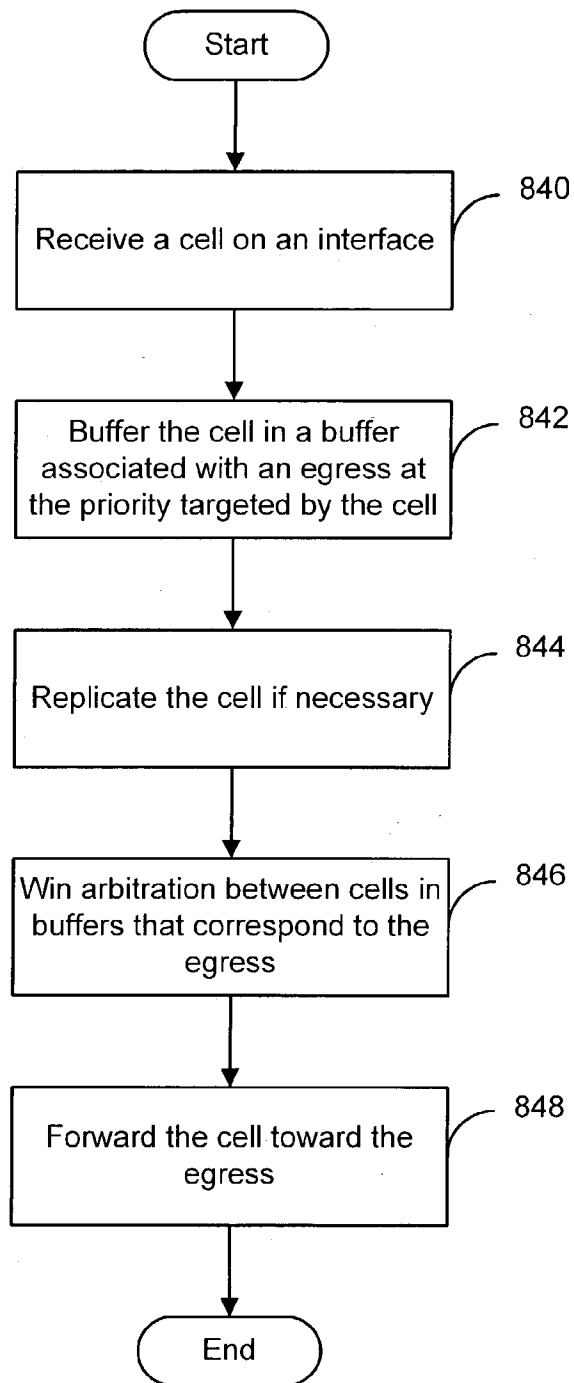 Start
840
Receive a cell on an interface
842
Buffer the cell in a buffer
associated with an egress at
the priority targeted by the cell
844
Replicate the cell if necessary
846
Win arbitration between cells in
buffers that correspond to the
egress
848
Forward the cell toward the
egress
End